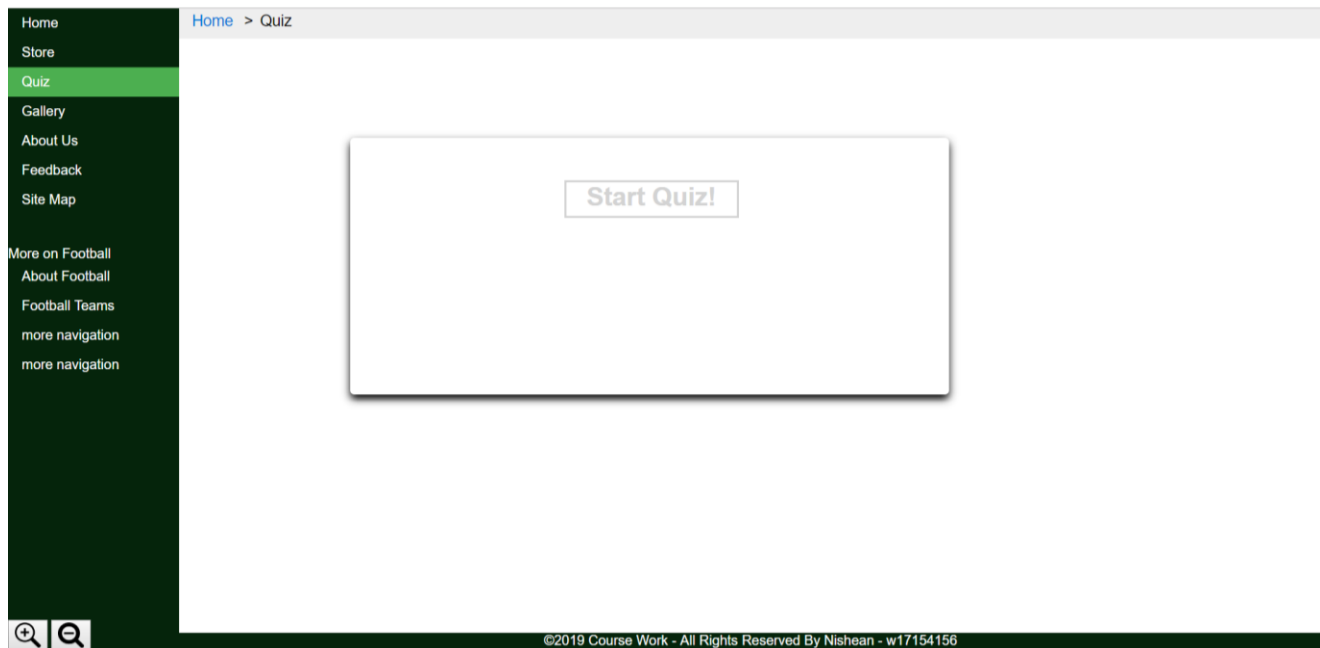 Home
Store
Quiz
Gallery
About Us
Feedback
Site Map
More on Football
About Football
Football Teams
more navigation
more navigation
Home > Quiz
Start Quiz!
©2019 Course Work - All Rights Reserved By Nishean - w17154156